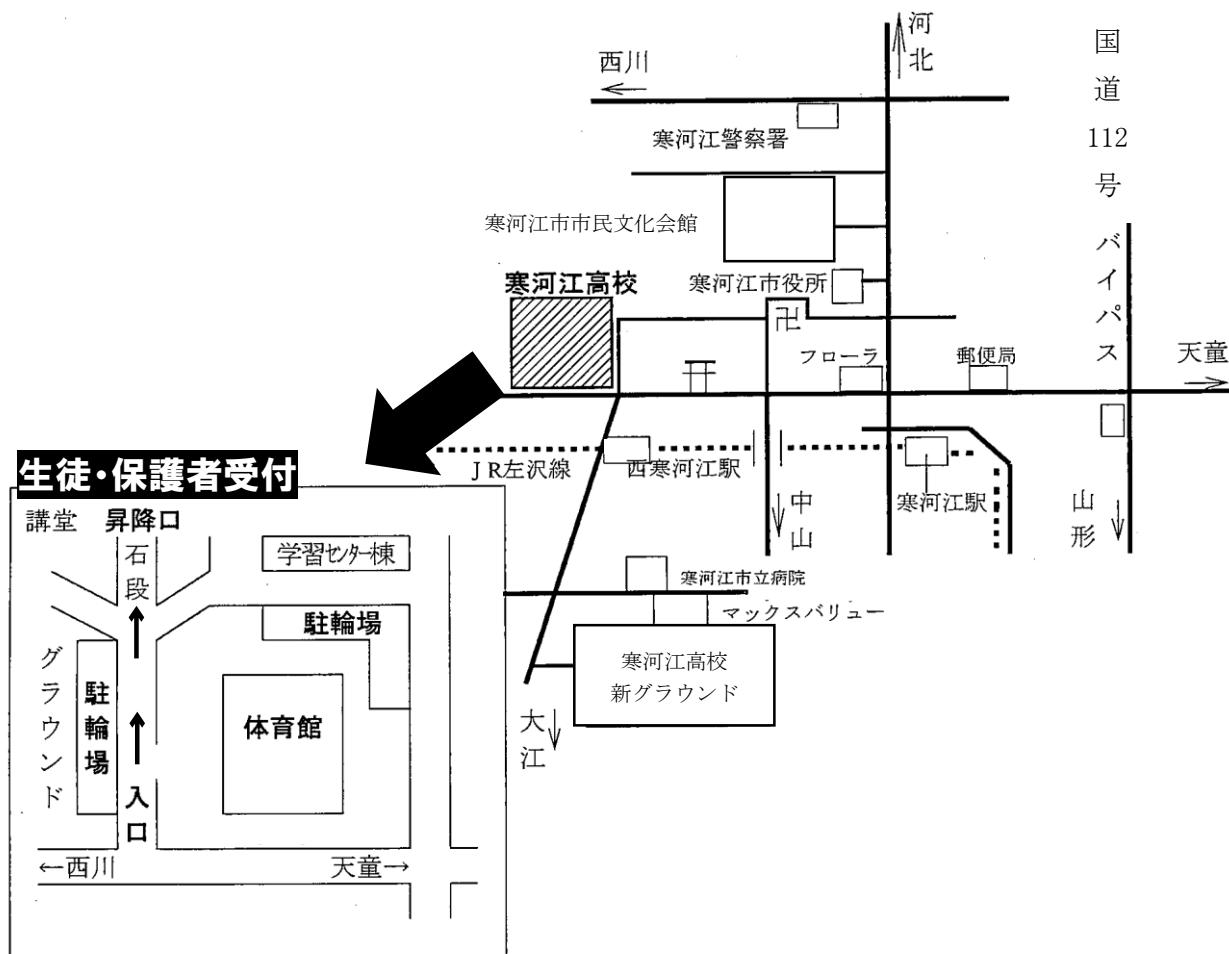 河北
西川
国道112号バイパス
寒河江警察署
寒河江市市民文化会館
寒河江高校
寒河江市役所
卍
フローラ
郵便局
天童
JR左沢線
西寒河江駅
寒河江駅
中山
山形
寒河江市立病院
マックスバリュー
寒河江高校
新グラウンド
大江
生徒・保護者受付
講堂
昇降口
石段
学習センター棟
駐輪場
グラウンド
駐輪場
体育館
入口
←西川
天童→